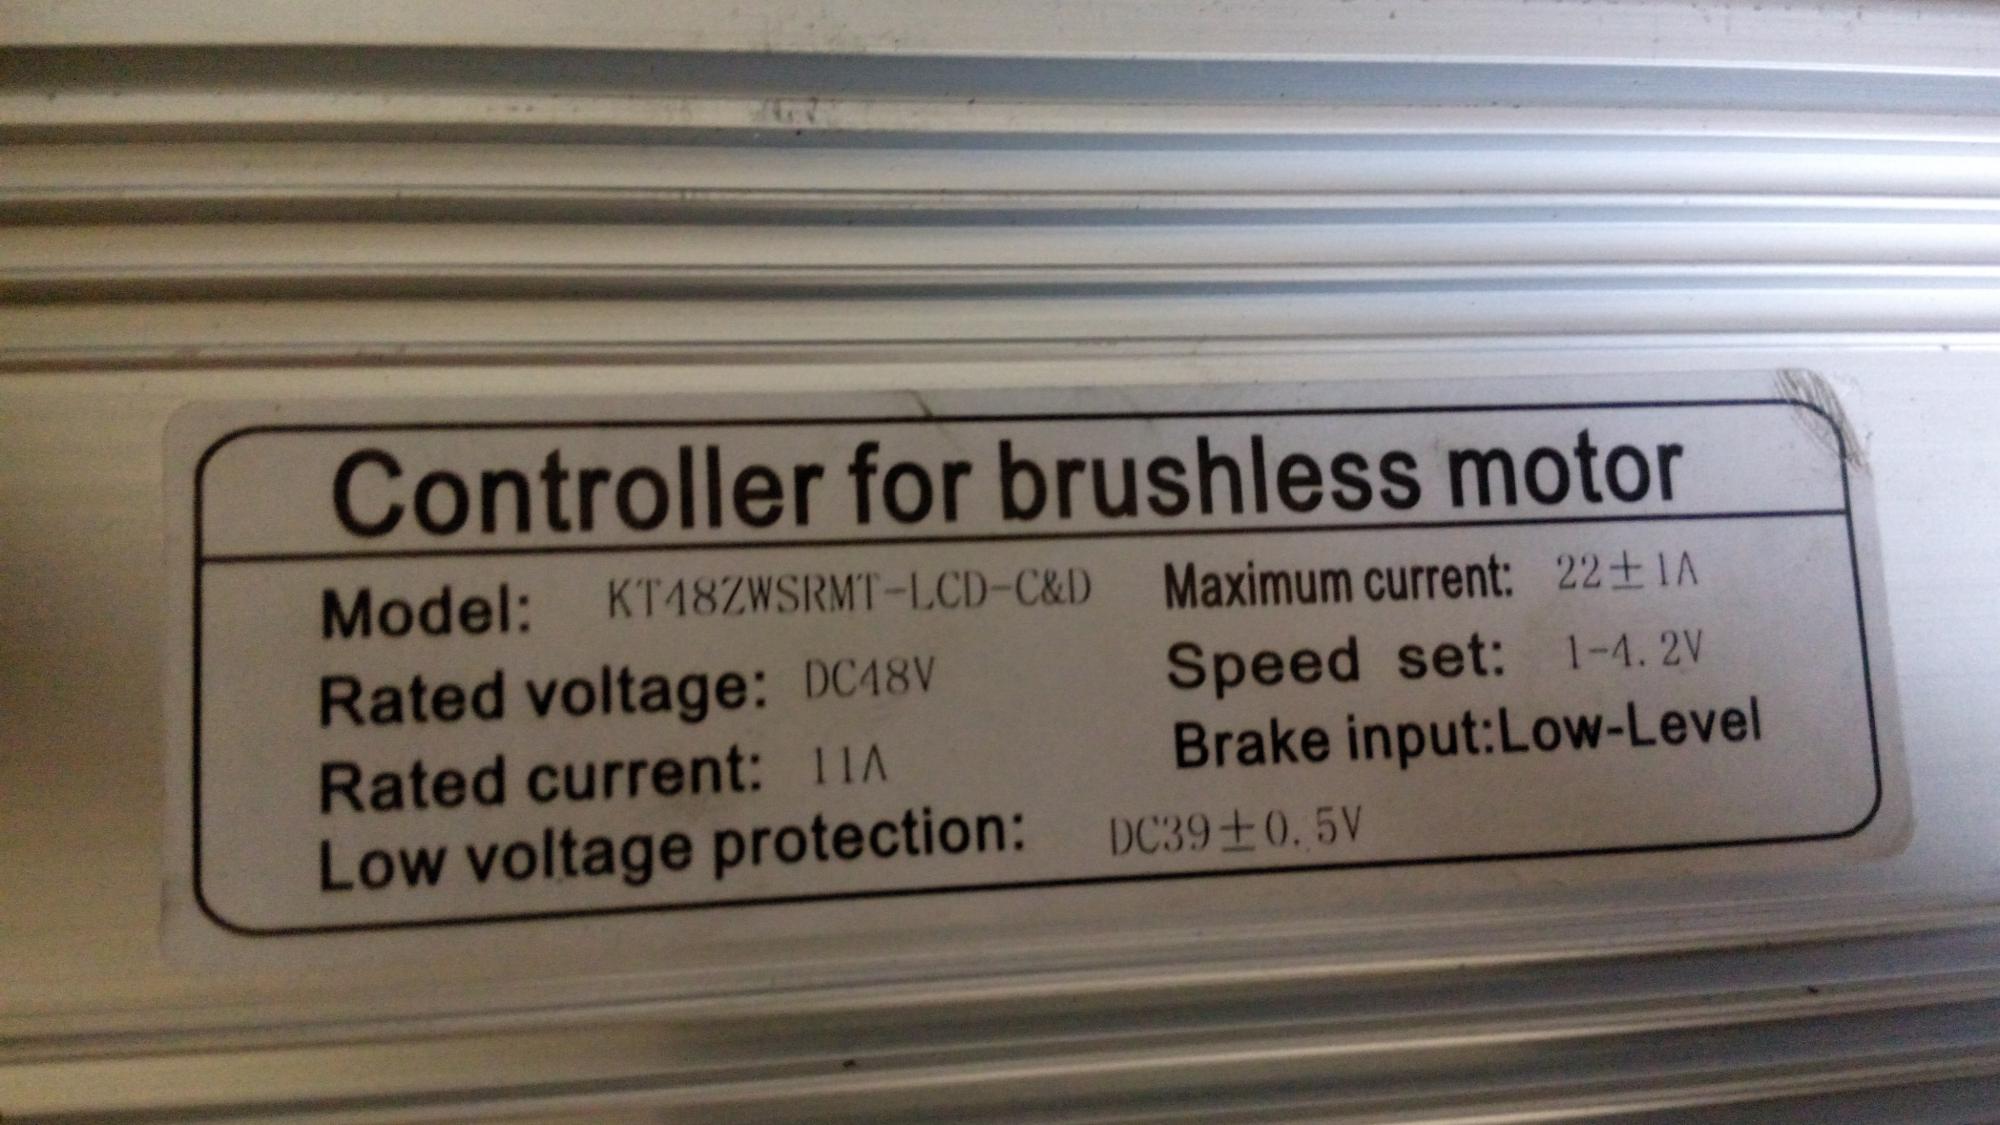 Controller for brushless motor
Model: KT48ZWSRMT-LCD-C&D
Rated voltage: DC48V
Rated current: 11A
Low voltage protection: DC39±0.5V
Maximum current: 22±1A
Speed set: 1-4.2V
Brake input:Low-Level